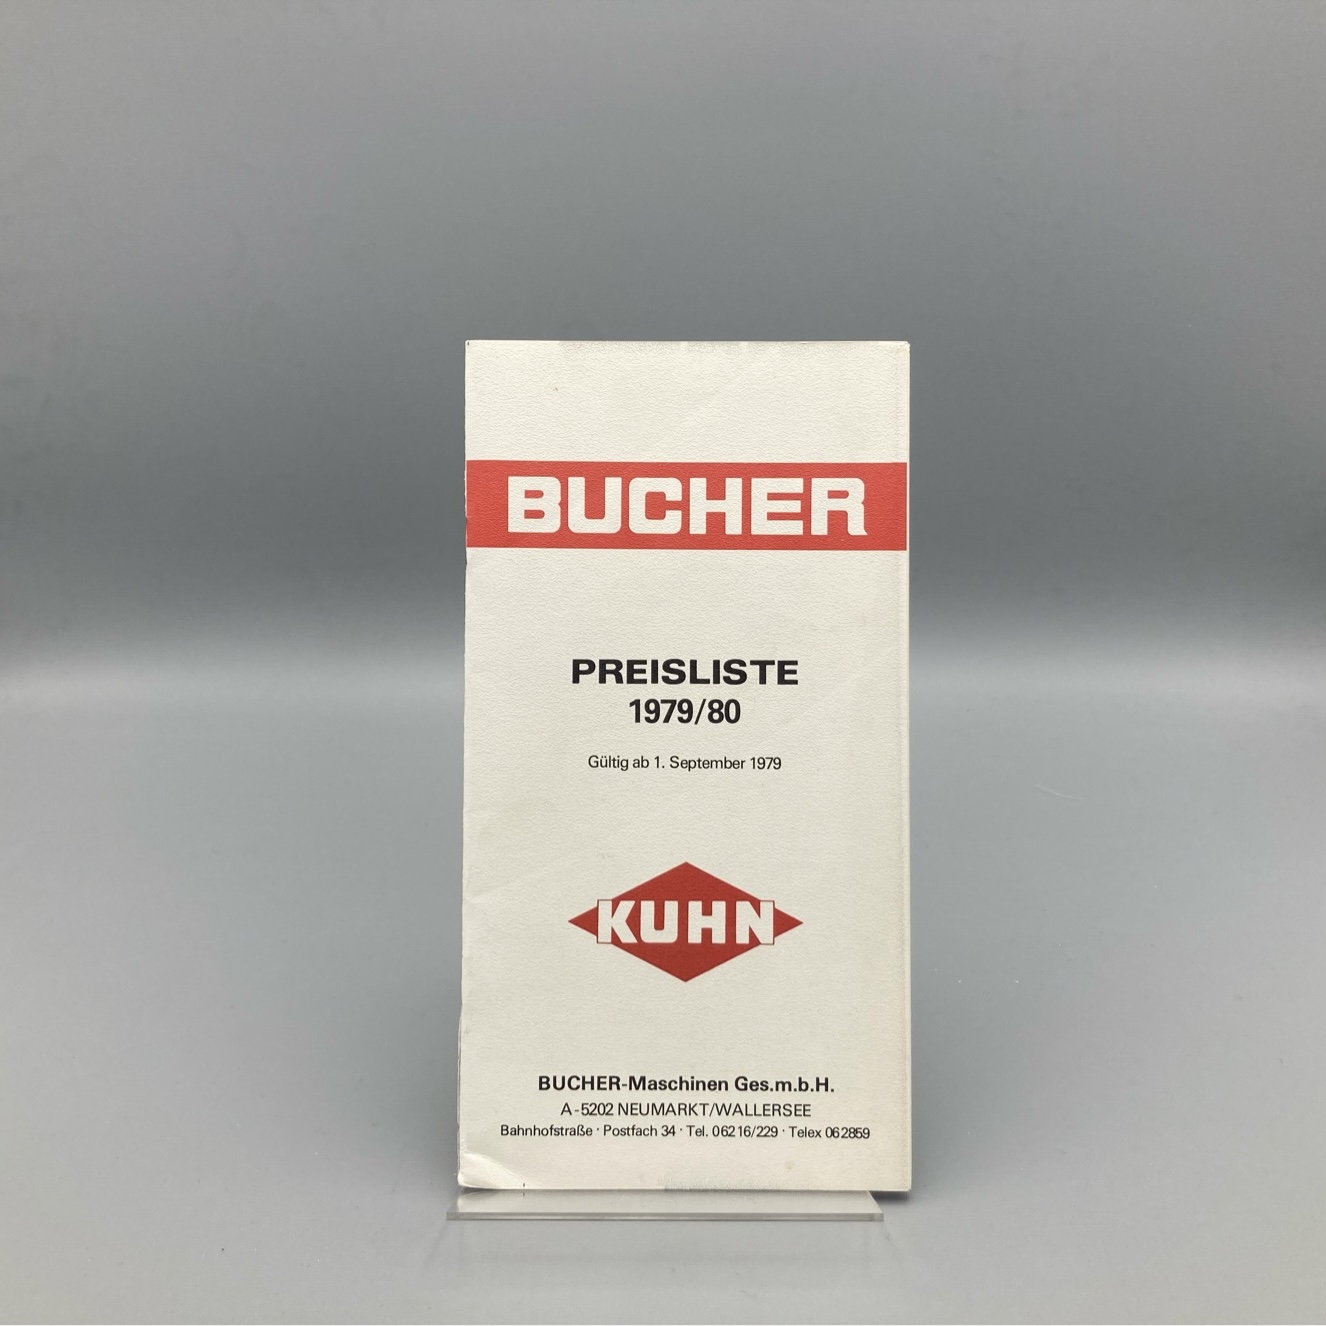 BUCHER
PREISLISTE
1979/80
Gültig ab 1. September 1979
KUHN
BUCHER-Maschinen Ges.m.b.H.
A-5202 NEUMARKT/WALLERSEE
Bahnhofstraße · Postfach 34 · Tel. 06216/229 · Telex 062859